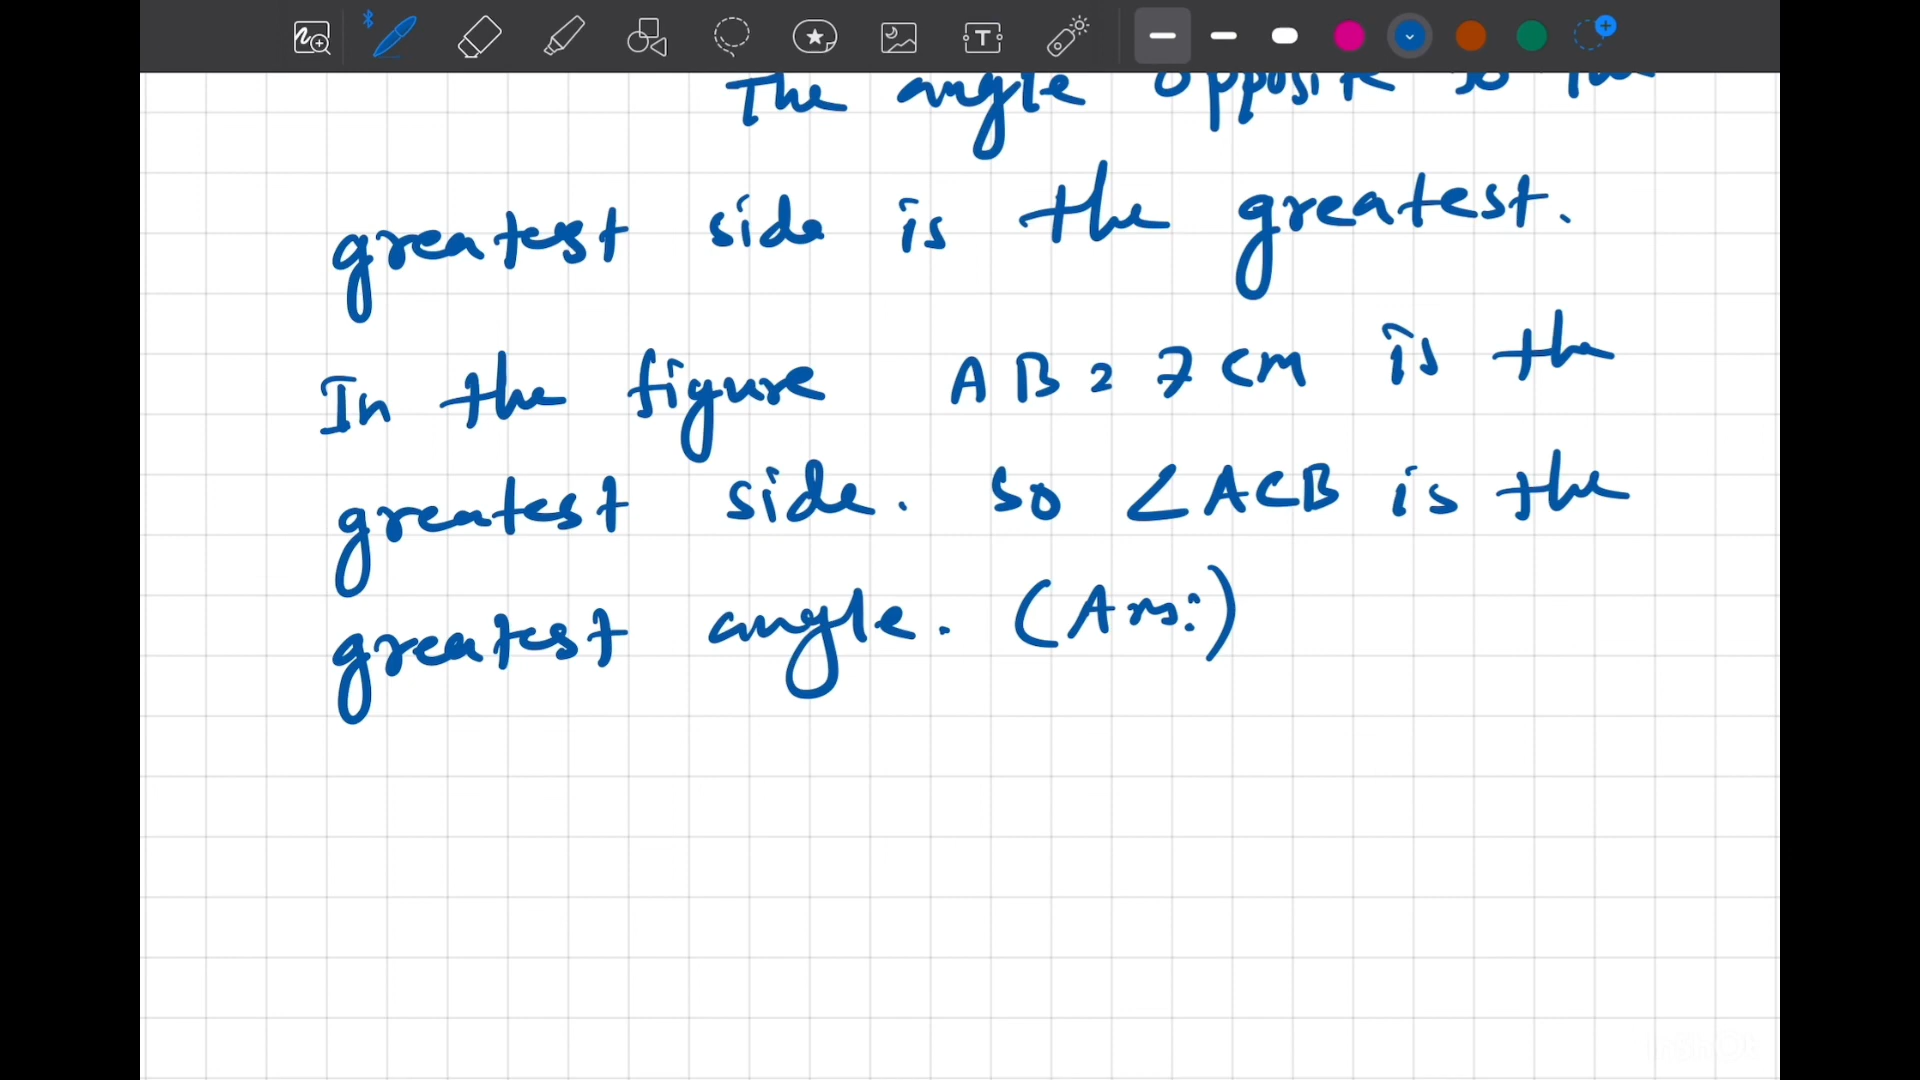 The angle opposite to the
greatest side is the greatest.
In the figure AB = 7 cm is the
greatest side. So ∠ACB is the
greatest angle. (Ans:)